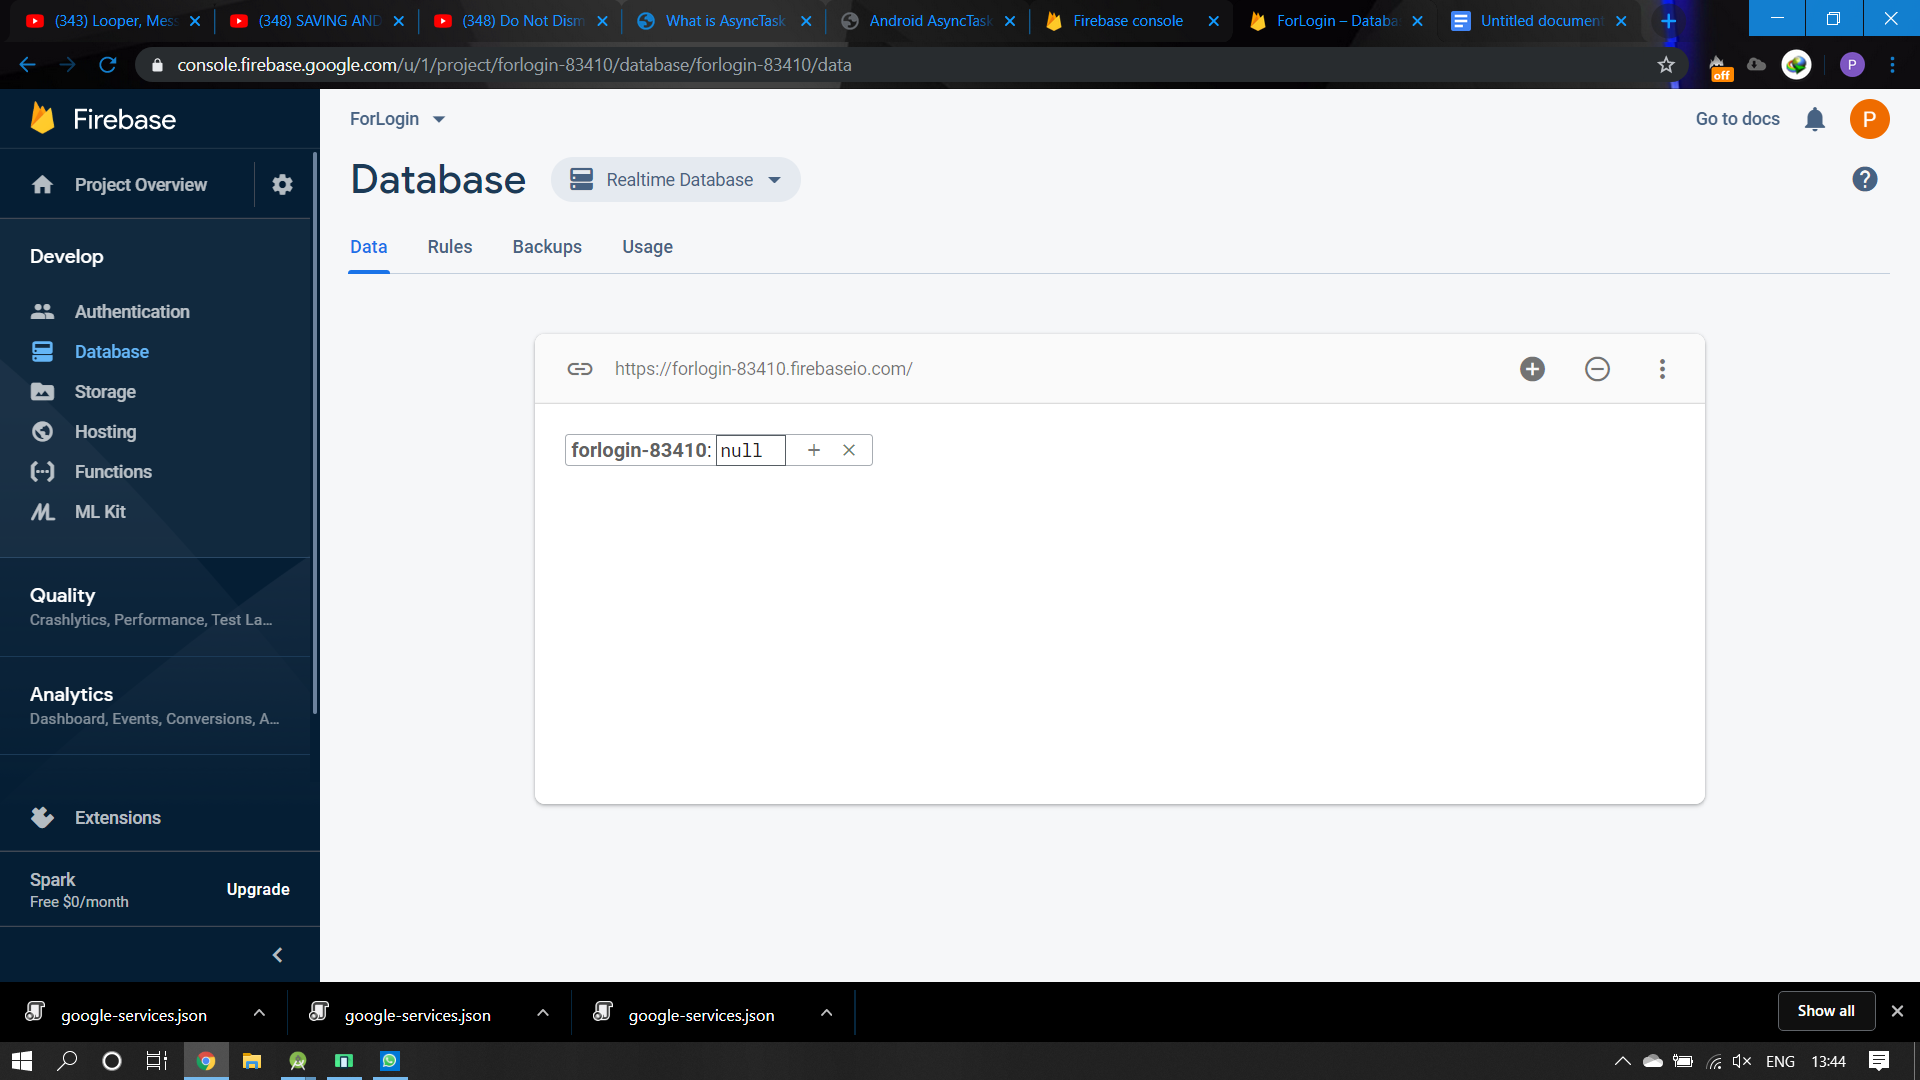 (343) Looper, Mes
(348) SAVING AND
(348) Do Not Dism
What is AsyncTask
Android AsyncTask
Firebase console
ForLogin – Databa
Untitled document
console.firebase.google.com/u/1/project/forlogin-83410/database/forlogin-83410/data
off
P
Firebase
ForLogin
Go to docs
P
Project Overview
Database
Realtime Database
?
Data
Rules
Backups
Usage
Develop
Authentication
Database
Storage
Hosting
Functions
ML Kit
https://forlogin-83410.firebaseio.com/
forlogin-83410: null
Quality
Crashlytics, Performance, Test La...
Analytics
Dashboard, Events, Conversions, A...
Extensions
Spark
Free $0/month
Upgrade
google-services.json
google-services.json
google-services.json
Show all
ENG
13:44